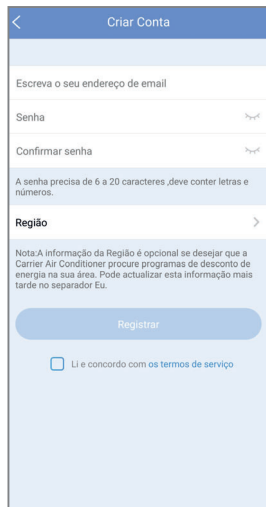 Criar Conta
Escreva o seu endereço de email
Senha
Confirmar senha
A senha precisa de 6 a 20 caracteres ,deve conter letras e
números.
Região
Nota:A informação da Região é opcional se desejar que a
Carrier Air Conditioner procure programas de desconto de
energia na sua área. Pode actualizar esta informação mais
tarde no separador Eu.
Registrar
Li e concordo com os termos de serviço